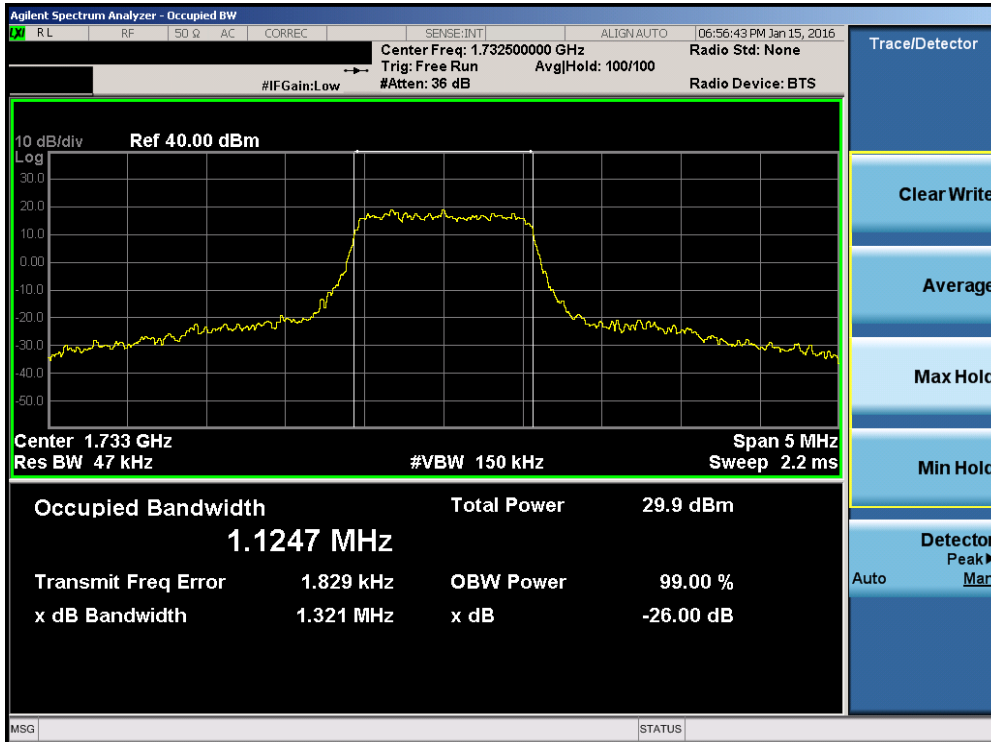 Agilent Spectrum Analyzer - Occupied BW
LXI RL RF 50 Ω AC CORREC SENSE:INT ALIGN AUTO 06:56:43 PM Jan 15, 2016
Center Freq: 1.732500000 GHz Radio Std: None
Trig: Free Run Avg|Hold: 100/100
#IFGain:Low #Atten: 36 dB Radio Device: BTS
Trace/Detector
10 dB/div Ref 40.00 dBm
Log
30.0
20.0
10.0
0.00
-10.0
-20.0
-30.0
-40.0
-50.0
Center 1.733 GHz Span 5 MHz
Res BW 47 kHz #VBW 150 kHz Sweep 2.2 ms
Occupied Bandwidth Total Power 29.9 dBm
1.1247 MHz
Transmit Freq Error 1.829 kHz OBW Power 99.00 %
x dB Bandwidth 1.321 MHz x dB -26.00 dB
Clear Write
Average
Max Hold
Min Hold
Detector
Peak
Auto Man
MSG STATUS